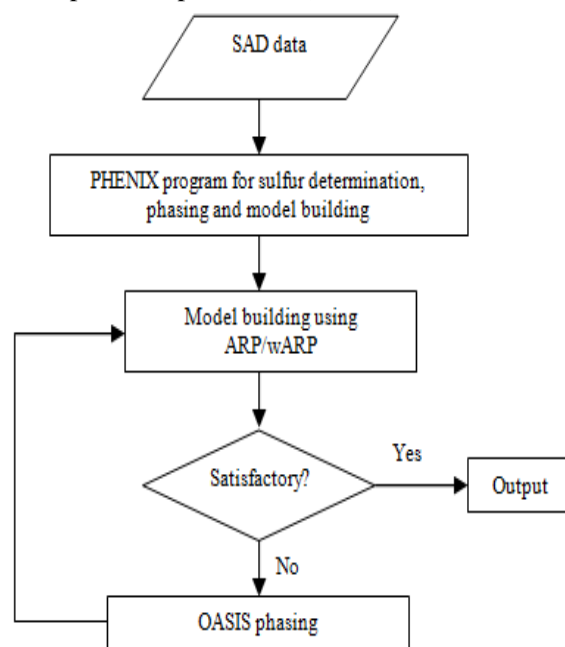 SAD data
PHENIX program for sulfur determination,
phasing and model building
Model building using
ARP/wARP
Satisfactory?
Yes
Output
No
OASIS phasing